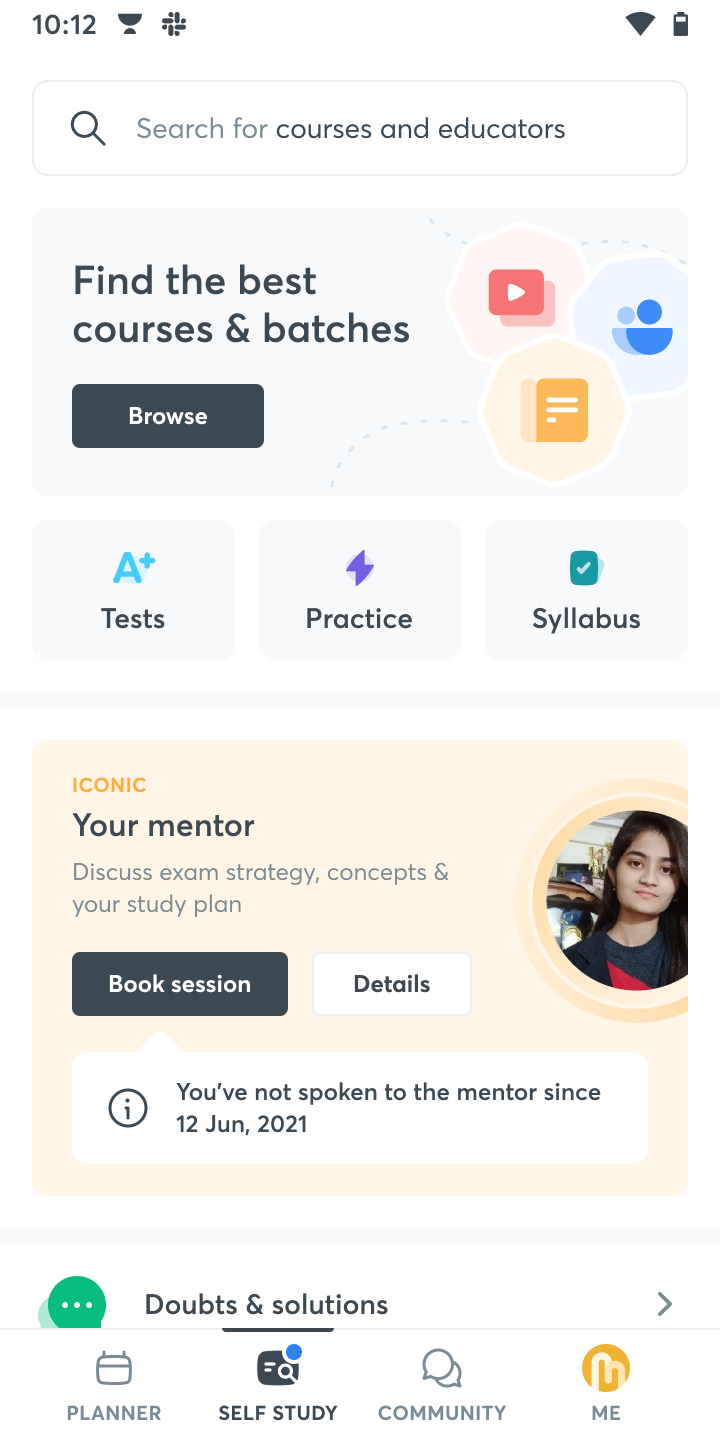 10:12
Search for courses and educators
Find the best
courses & batches
Browse
A+
Tests
Practice
Syllabus
ICONIC
Your mentor
Discuss exam strategy, concepts &
your study plan
Book session
Details
You've not spoken to the mentor since
12 Jun, 2021
Doubts & solutions
PLANNER
SELF STUDY
COMMUNITY
ME